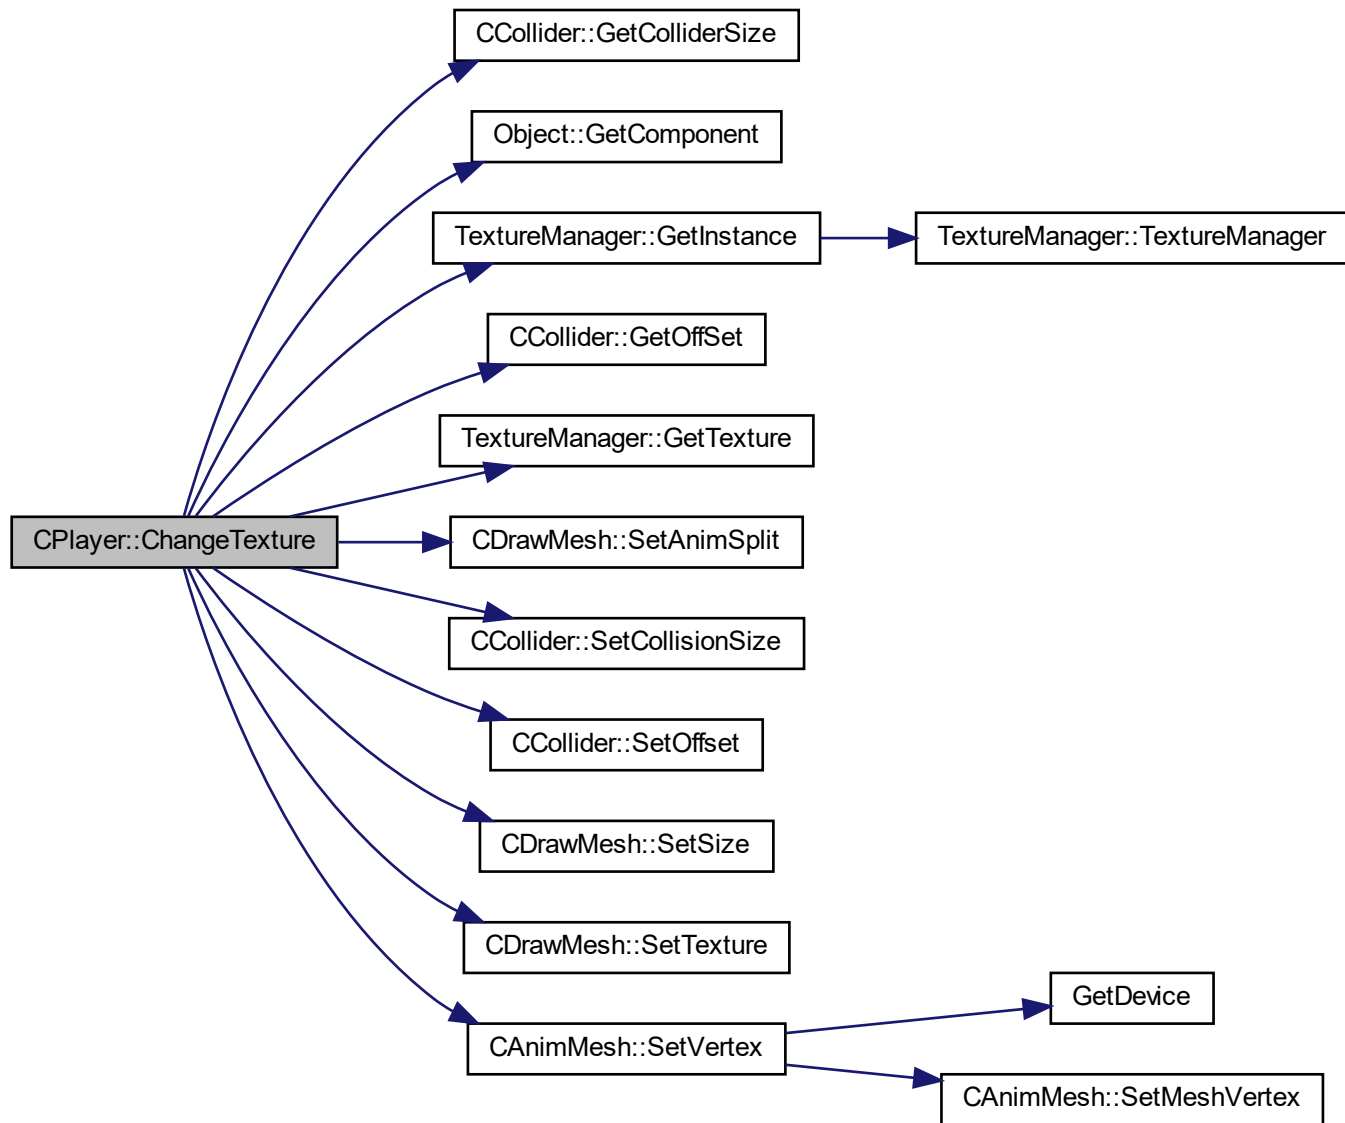 CCollider::GetColliderSize
Object::GetComponent
TextureManager::GetInstance
TextureManager::TextureManager
CCollider::GetOffSet
TextureManager::GetTexture
CPlayer::ChangeTexture
CDrawMesh::SetAnimSplit
CCollider::SetCollisionSize
CCollider::SetOffset
CDrawMesh::SetSize
CDrawMesh::SetTexture
GetDevice
CAnimMesh::SetVertex
CAnimMesh::SetMeshVertex